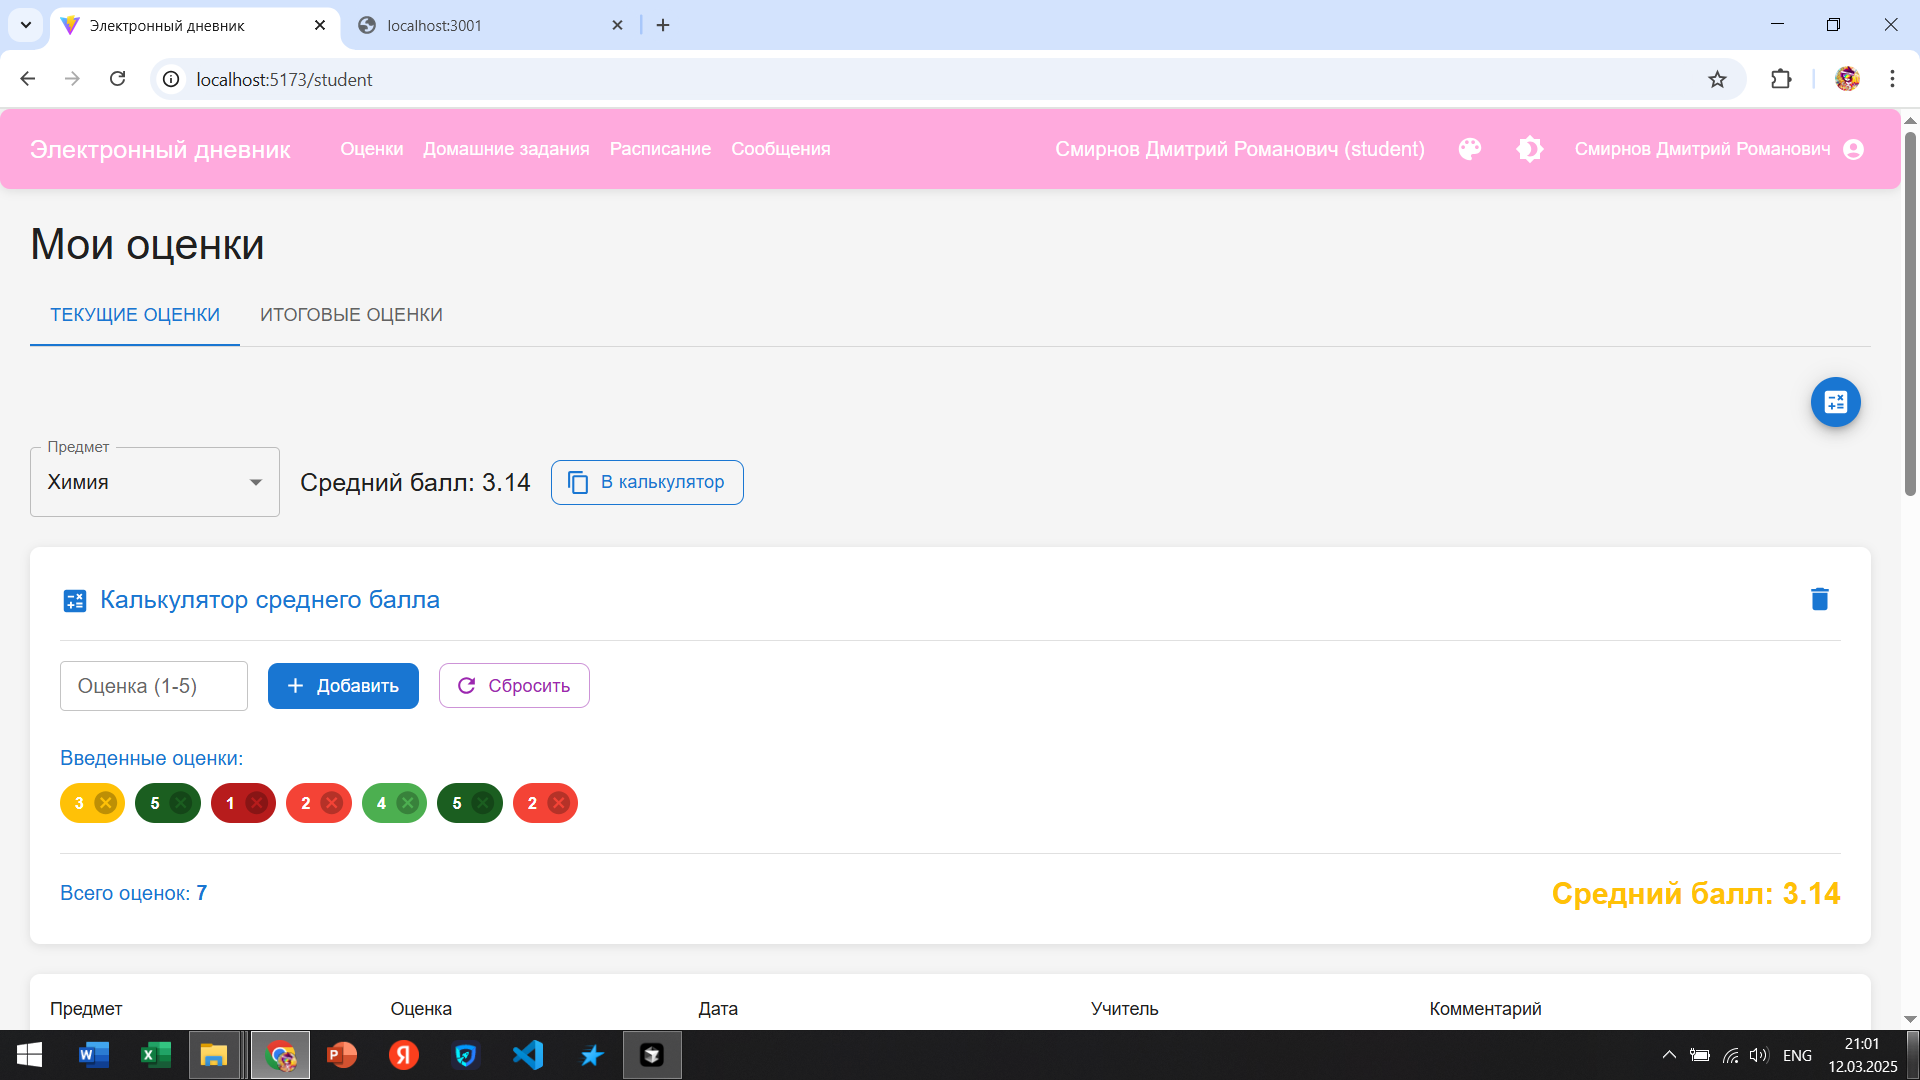 Электронный дневник
localhost:3001
localhost:5173/student
Электронный дневник Оценки Домашние задания Расписание Сообщения Смирнов Дмитрий Романович (student) Смирнов Дмитрий Романович
Мои оценки
ТЕКУЩИЕ ОЦЕНКИ ИТОГОВЫЕ ОЦЕНКИ
Предмет
Химия Средний балл: 3.14 В калькулятор
Калькулятор среднего балла
Оценка (1-5) Добавить Сбросить
Введенные оценки:
3 5 1 2 4 5 2
Всего оценок: 7 Средний балл: 3.14
Предмет Оценка Дата Учитель Комментарий
ENG 21:01
12.03.2025